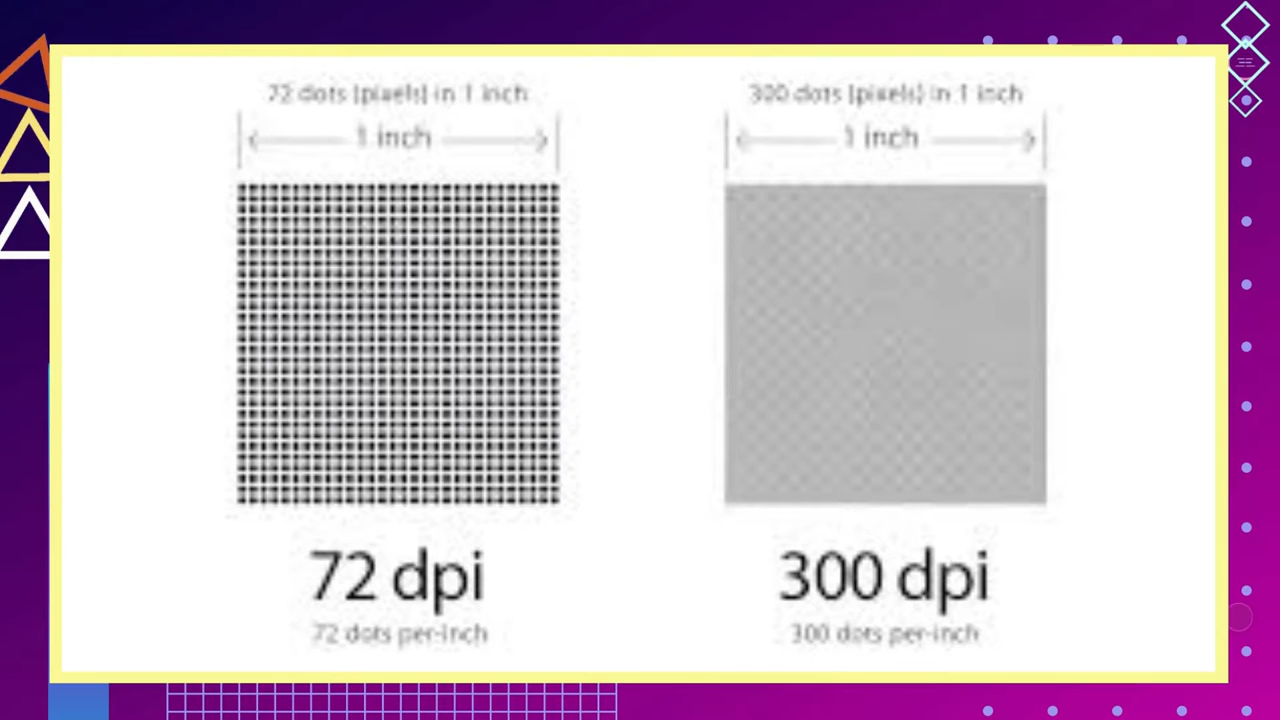 72 dots (pixels) in 1 inch
1 inch
72 dpi
72 dots per-inch
300 dots (pixels) in 1 inch
1 inch
300 dpi
300 dots per-inch